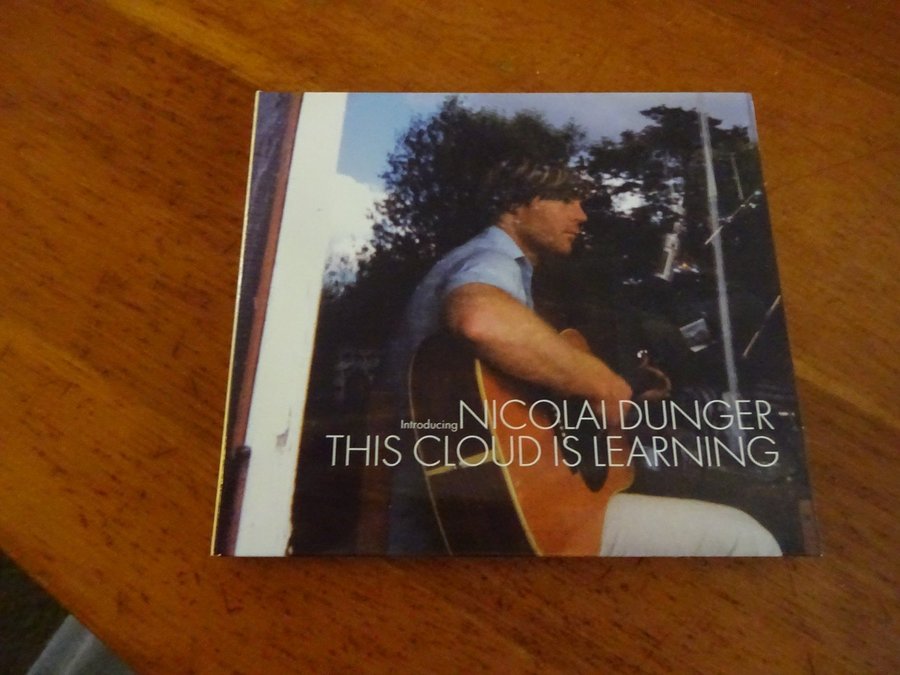 Introducing NICOLAI DUNGER
THIS CLOUD IS LEARNING